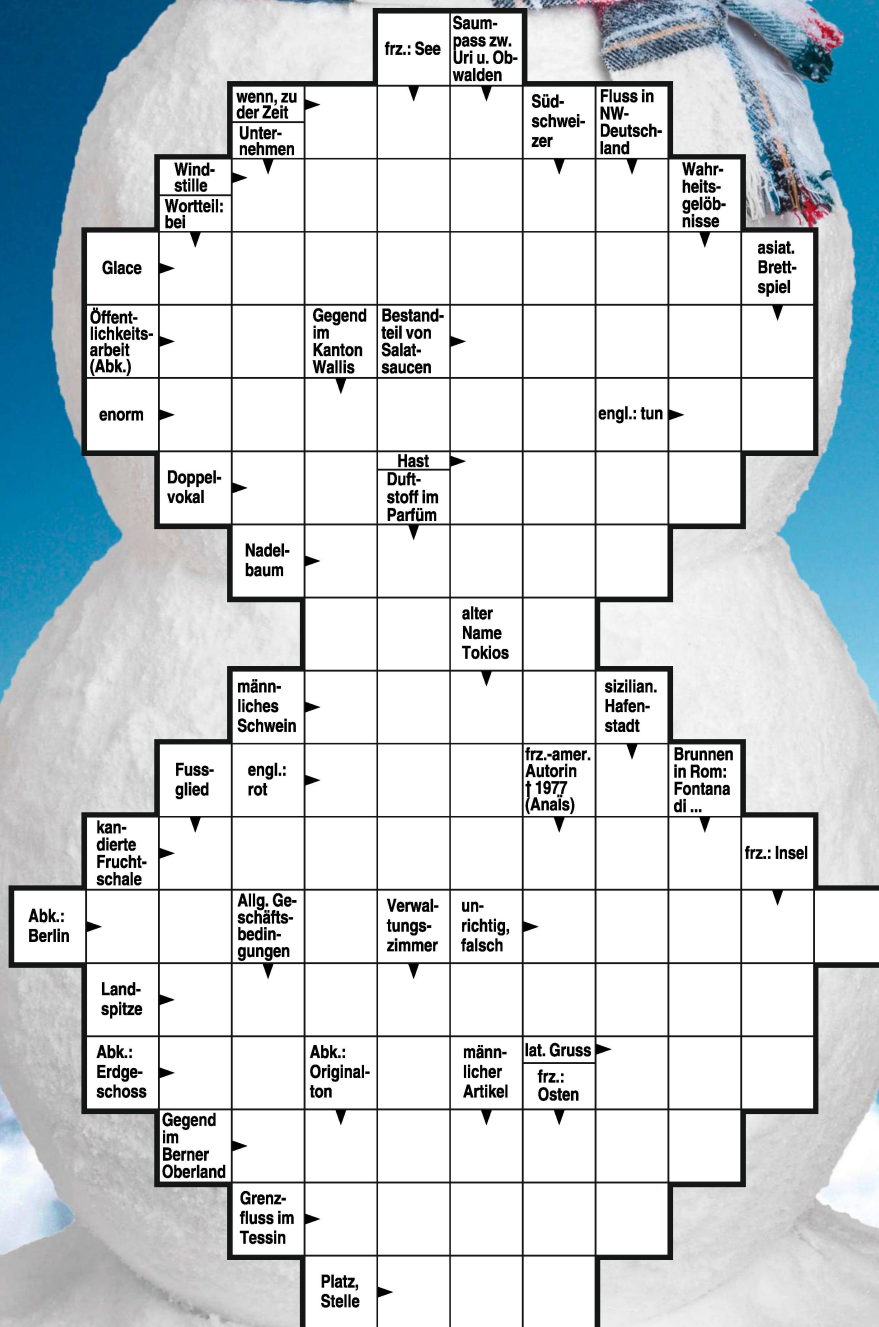 frz.: See
Saum-
pass zw.
Uri u. Ob-
walden
wenn, zu
der Zeit
Unter-
nehmen
Süd-
schwei-
zer
Fluss in
NW-
Deutsch-
land
Wind-
stille
Wortteil:
bei
Wahr-
heits-
gelöb-
nisse
Glace
asiat.
Brett-
spiel
Öffent-
lichkeits-
arbeit
(Abk.)
Gegend
im
Kanton
Wallis
Bestand-
teil von
Salat-
saucen
enorm
engl.: tun
Doppel-
vokal
Hast
Duft-
stoff im
Parfüm
Nadel-
baum
alter
Name
Tokios
männ-
liches
Schwein
sizilian.
Hafen-
stadt
Fuss-
glied
engl.:
rot
frz.-amer.
Autorin
† 1977
(Anaïs)
Brunnen
in Rom:
Fontana
di ...
kan-
dierte
Frucht-
schale
frz.: Insel
Abk.:
Berlin
Allg. Ge-
schäfts-
bedin-
gungen
Verwal-
tungs-
zimmer
un-
richtig,
falsch
Land-
spitze
Abk.:
Erdge-
schoss
Abk.:
Original-
ton
männ-
licher
Artikel
lat. Gruss
frz.:
Osten
Gegend
im
Berner
Oberland
Grenz-
fluss im
Tessin
Platz,
Stelle